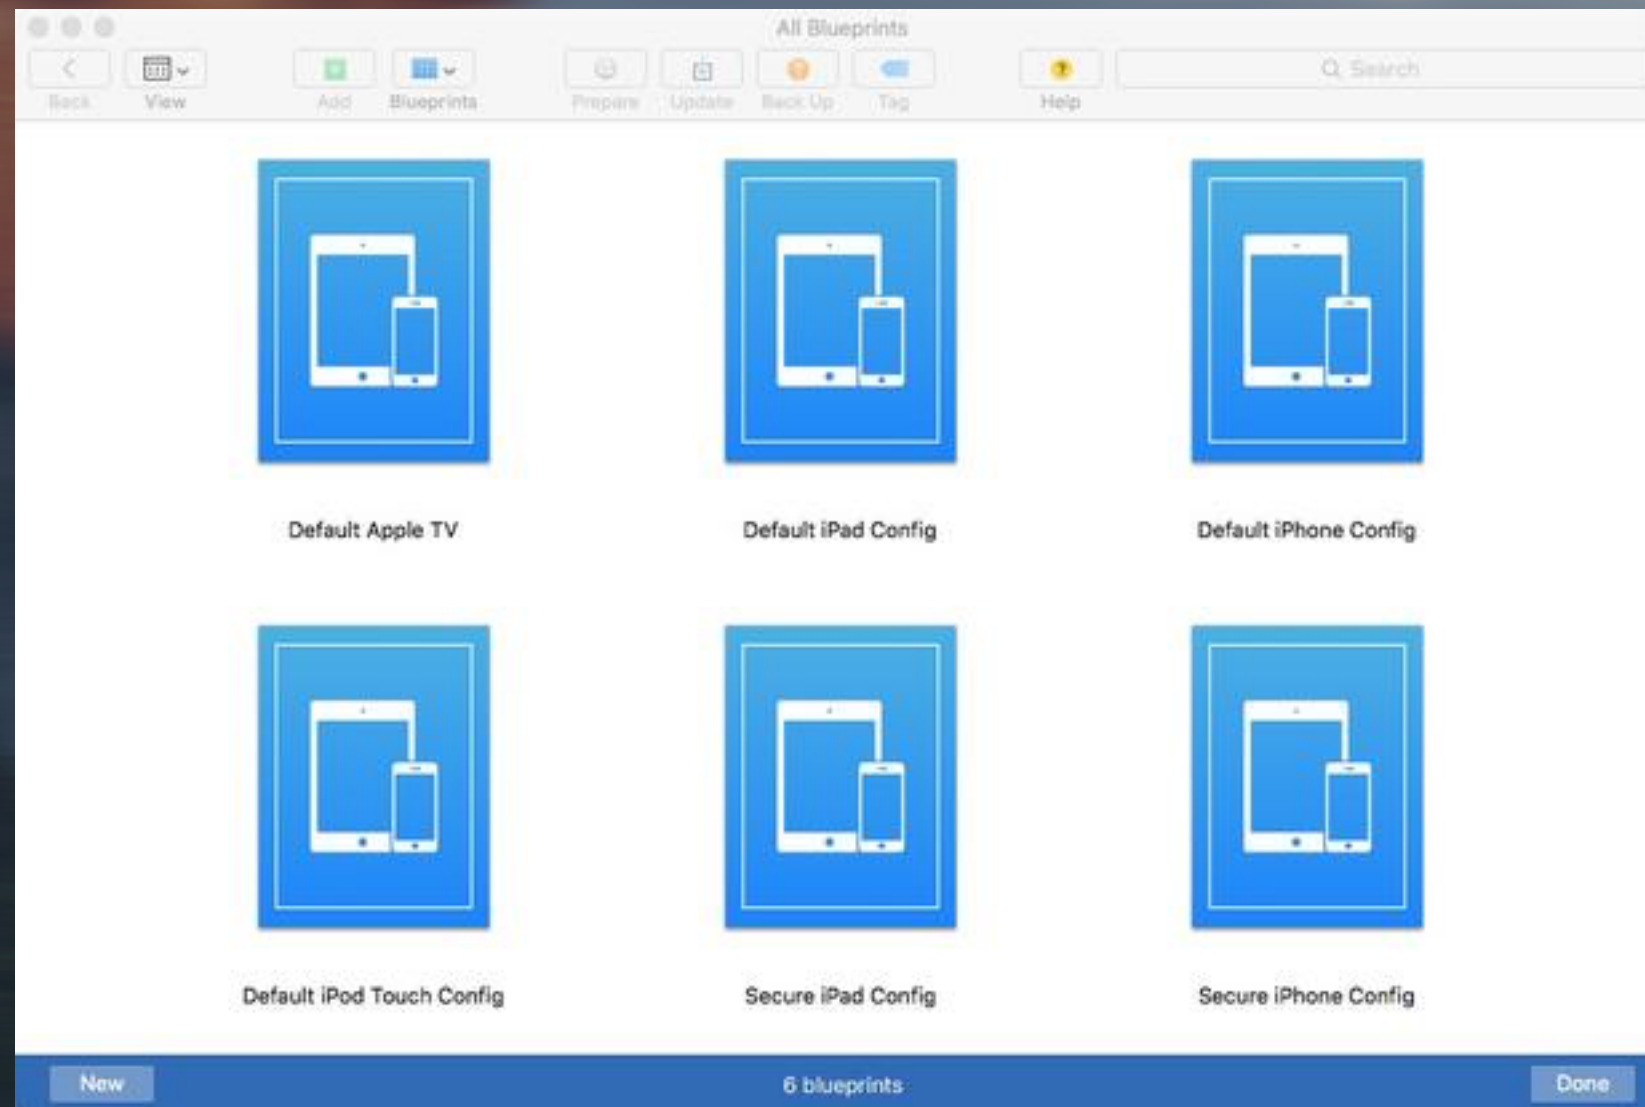 All Blueprints
Search
Back View Add Blueprints Prepare Update Back Up Tag Help
Default Apple TV Default iPad Config Default iPhone Config
Default iPod Touch Config Secure iPad Config Secure iPhone Config
New 6 blueprints Done